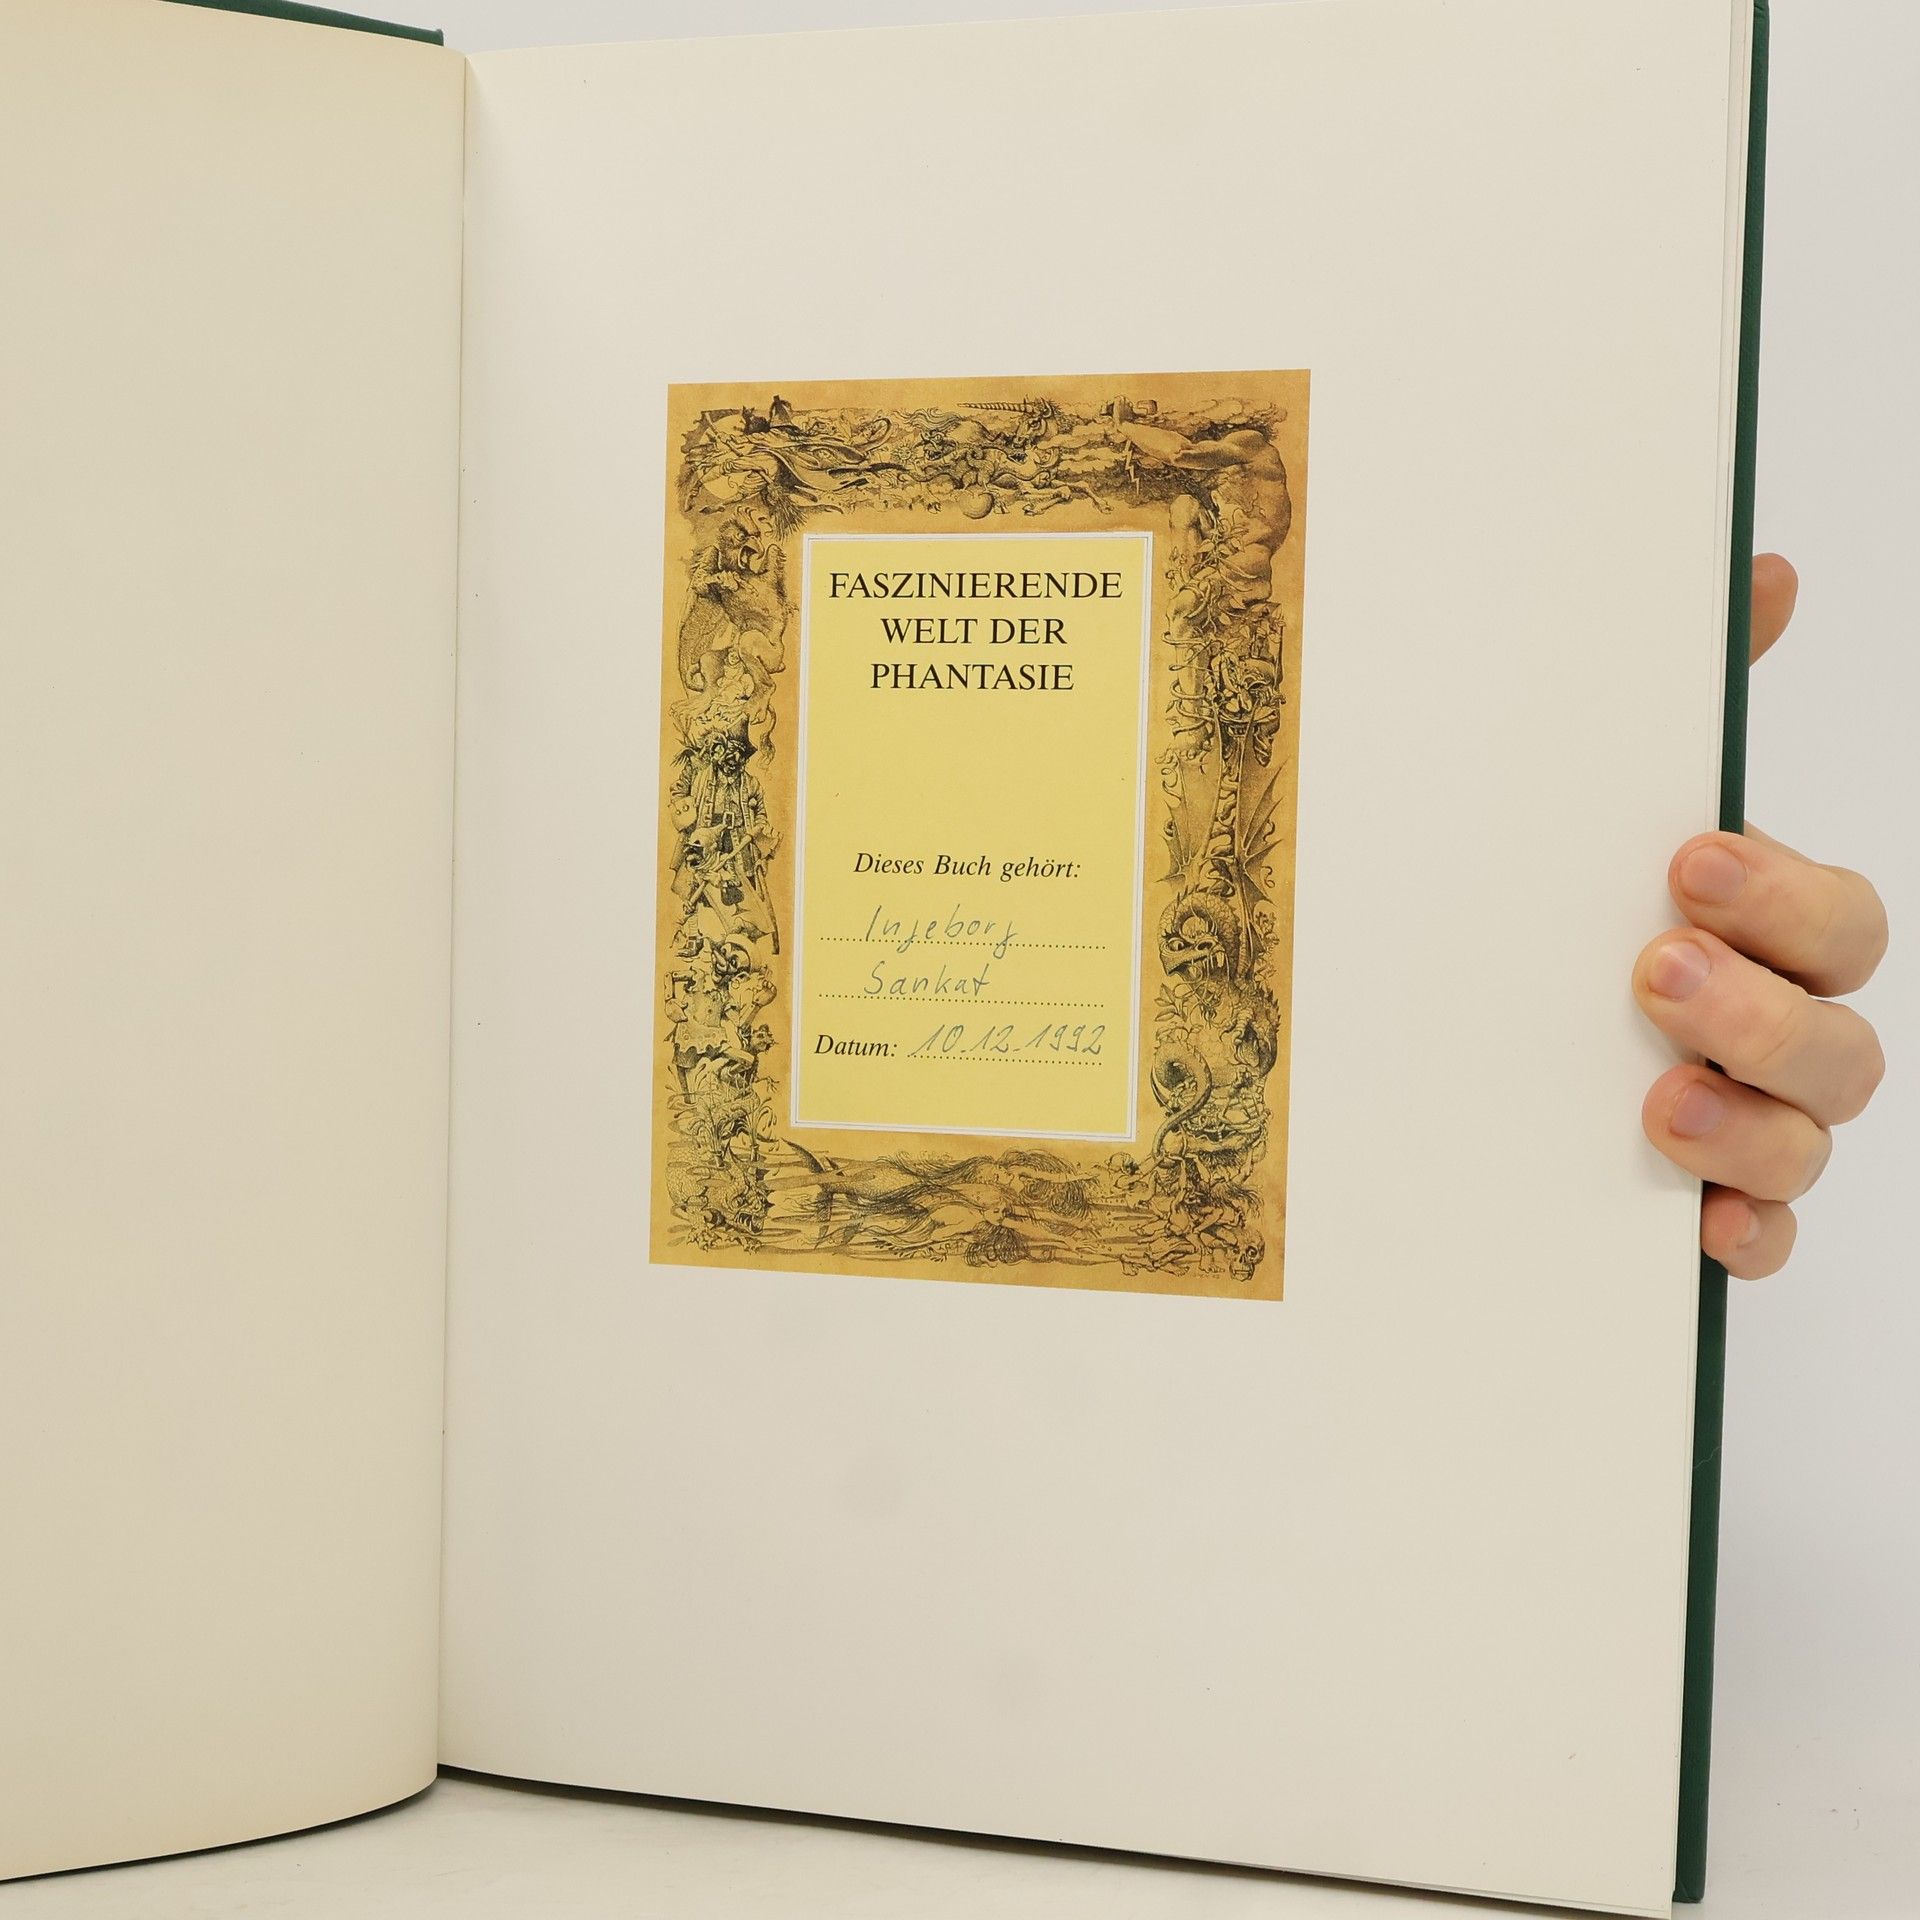 FASZINIERENDE
WELT DER
PHANTASIE
Dieses Buch gehört:
Ingeborg
Sankat
Datum: 10.12.1992